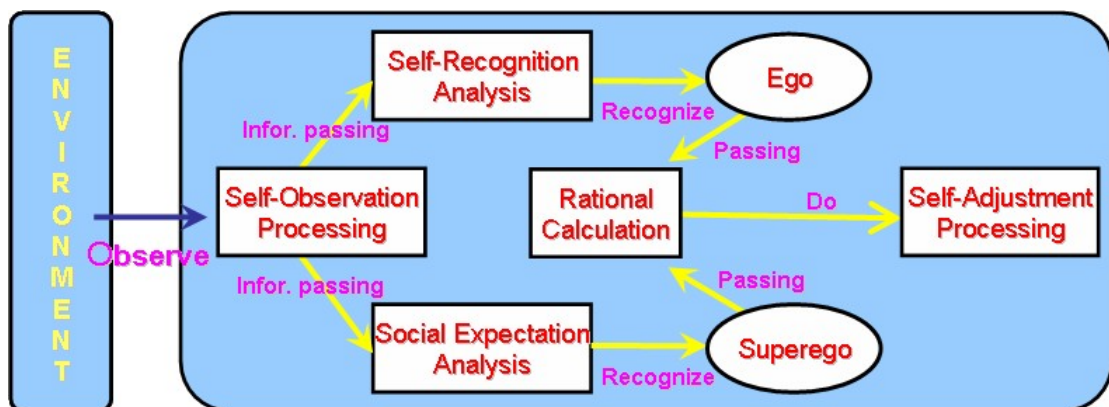 ENVIRONMENT
Observe
Self-Observation
Processing
Infor. passing
Self-Recognition
Analysis
Recognize
Ego
Passing
Infor. passing
Social Expectation
Analysis
Recognize
Superego
Passing
Rational
Calculation
Do
Self-Adjustment
Processing